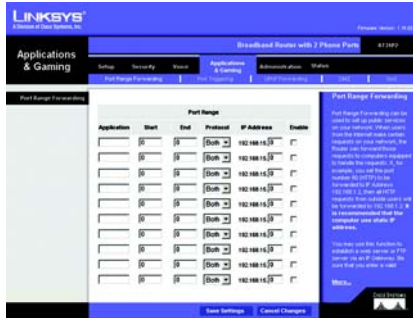 LINKSYS
A Division of Cisco Systems, Inc.
Broadband Router with 2 Phone Ports
RT31P2
Applications & Gaming
Setup Security Voice Applications & Gaming Administration Status
Port Range Forwarding Port Triggering UPnP Forwarding DMZ QoS
Port Range Forwarding
Port Range
Application Start End Protocol IP Address Enable
0 0 Both 192.168.15.0
0 0 Both 192.168.15.0
0 0 Both 192.168.15.0
0 0 Both 192.168.15.0
0 0 Both 192.168.15.0
0 0 Both 192.168.15.0
0 0 Both 192.168.15.0
0 0 Both 192.168.15.0
0 0 Both 192.168.15.0
0 0 Both 192.168.15.0
Save Settings Cancel Changes
Port Range Forwarding
Port Range Forwarding can be
used to set up public services
on your network. When users
from the Internet make certain
requests on your network, the
Router can forward those
requests to computers equipped
to handle the requests. If, for
example, you set the port
number 80 (HTTP) to be
forwarded to IP Address
192.168.1.2, then all HTTP
requests from outside users will
be forwarded to 192.168.1.2. It
is recommended that the
computer use static IP
address.
You may use this function to
establish a web server or FTP
server via an IP Gateway. Be
sure that you enter a valid
More...
CISCO SYSTEMS